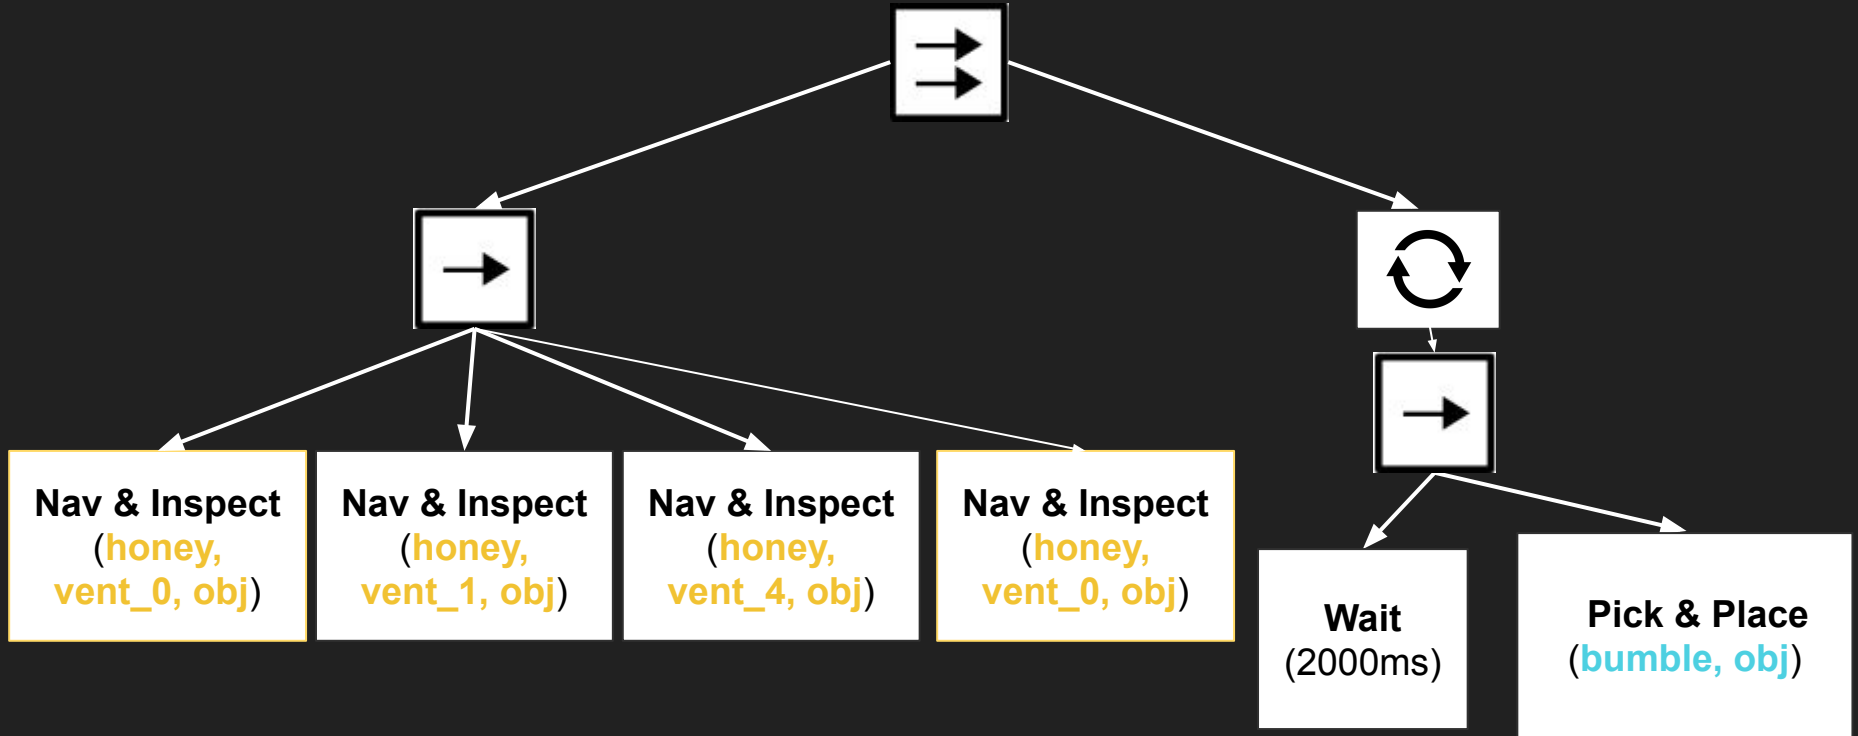 Nav & Inspect
(honey,
vent_0, obj)
Nav & Inspect
(honey,
vent_1, obj)
Nav & Inspect
(honey,
vent_4, obj)
Nav & Inspect
(honey,
vent_0, obj)
Wait
(2000ms)
Pick & Place
(bumble, obj)